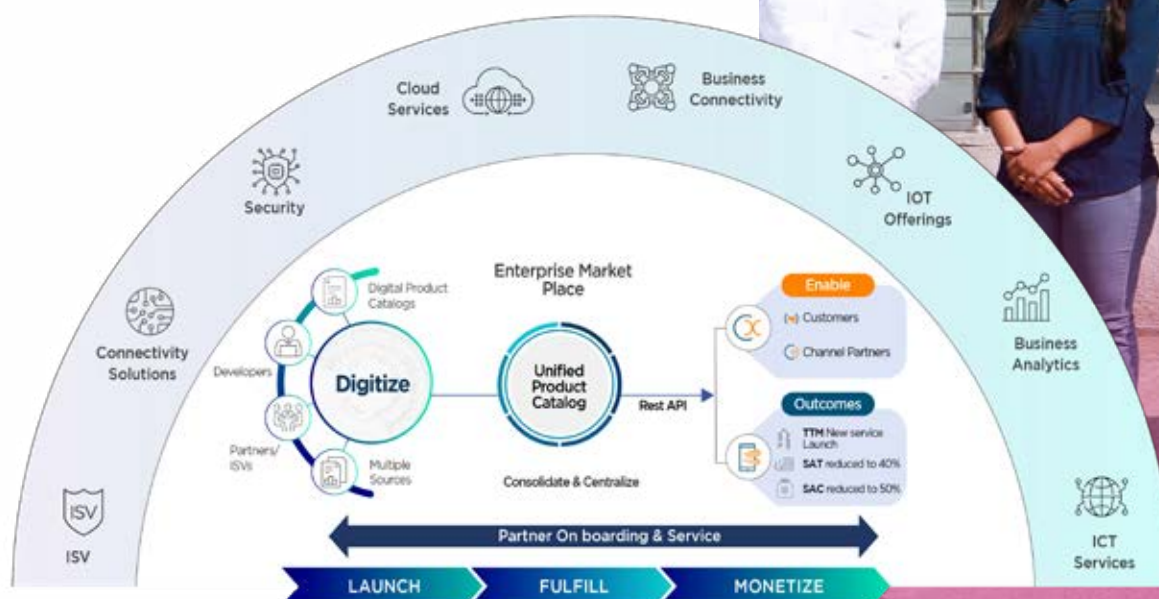 Cloud
Services
Business
Connectivity
Security
IOT
Offerings
Connectivity
Solutions
Business
Analytics
ISV
ISV
ICT
Services
Digital Product
Catalogs
Developers
Partners/
ISVs
Multiple
Sources
Digitize
Enterprise Market
Place
Unified
Product
Catalog
Consolidate & Centralize
Rest API
Enable
Customers
Channel Partners
Outcomes
TTM New service
Launch
SAT reduced to 40%
SAC reduced to 50%
Partner On boarding & Service
LAUNCH
FULFILL
MONETIZE